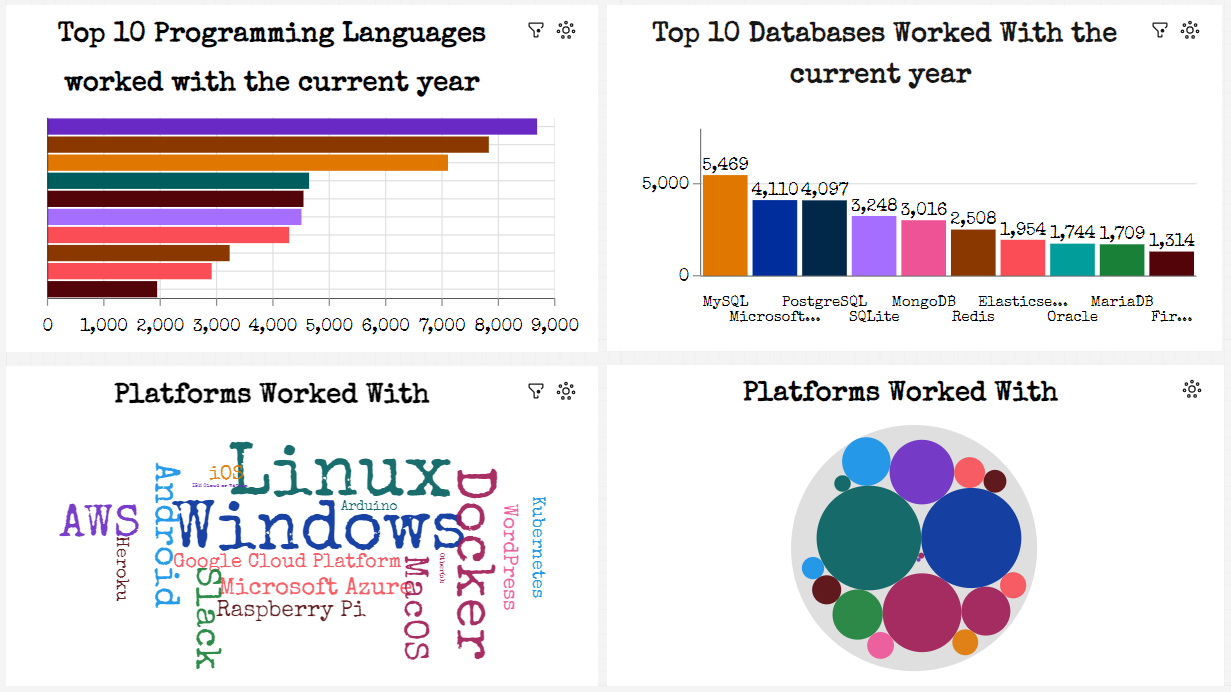 Top 10 Programming Languages
worked with the current year
0 1,000 2,000 3,000 4,000 5,000 6,000 7,000 8,000 9,000
Top 10 Databases Worked With the
current year
5,000
0
5,469
4,110
4,097
3,248
3,016
2,508
1,954
1,744
1,709
1,314
MySQL
Microsoft...
PostgreSQL
SQLite
MongoDB
Redis
Elasticse...
Oracle
MariaDB
Fir...
Platforms Worked With
Linux
iOS
Android
AWS
Windows
Arduino
Docker
Kubernetes
WordPress
Heroku
Google Cloud Platform
Microsoft Azure
Slack
Raspberry Pi
MacOS
Platforms Worked With